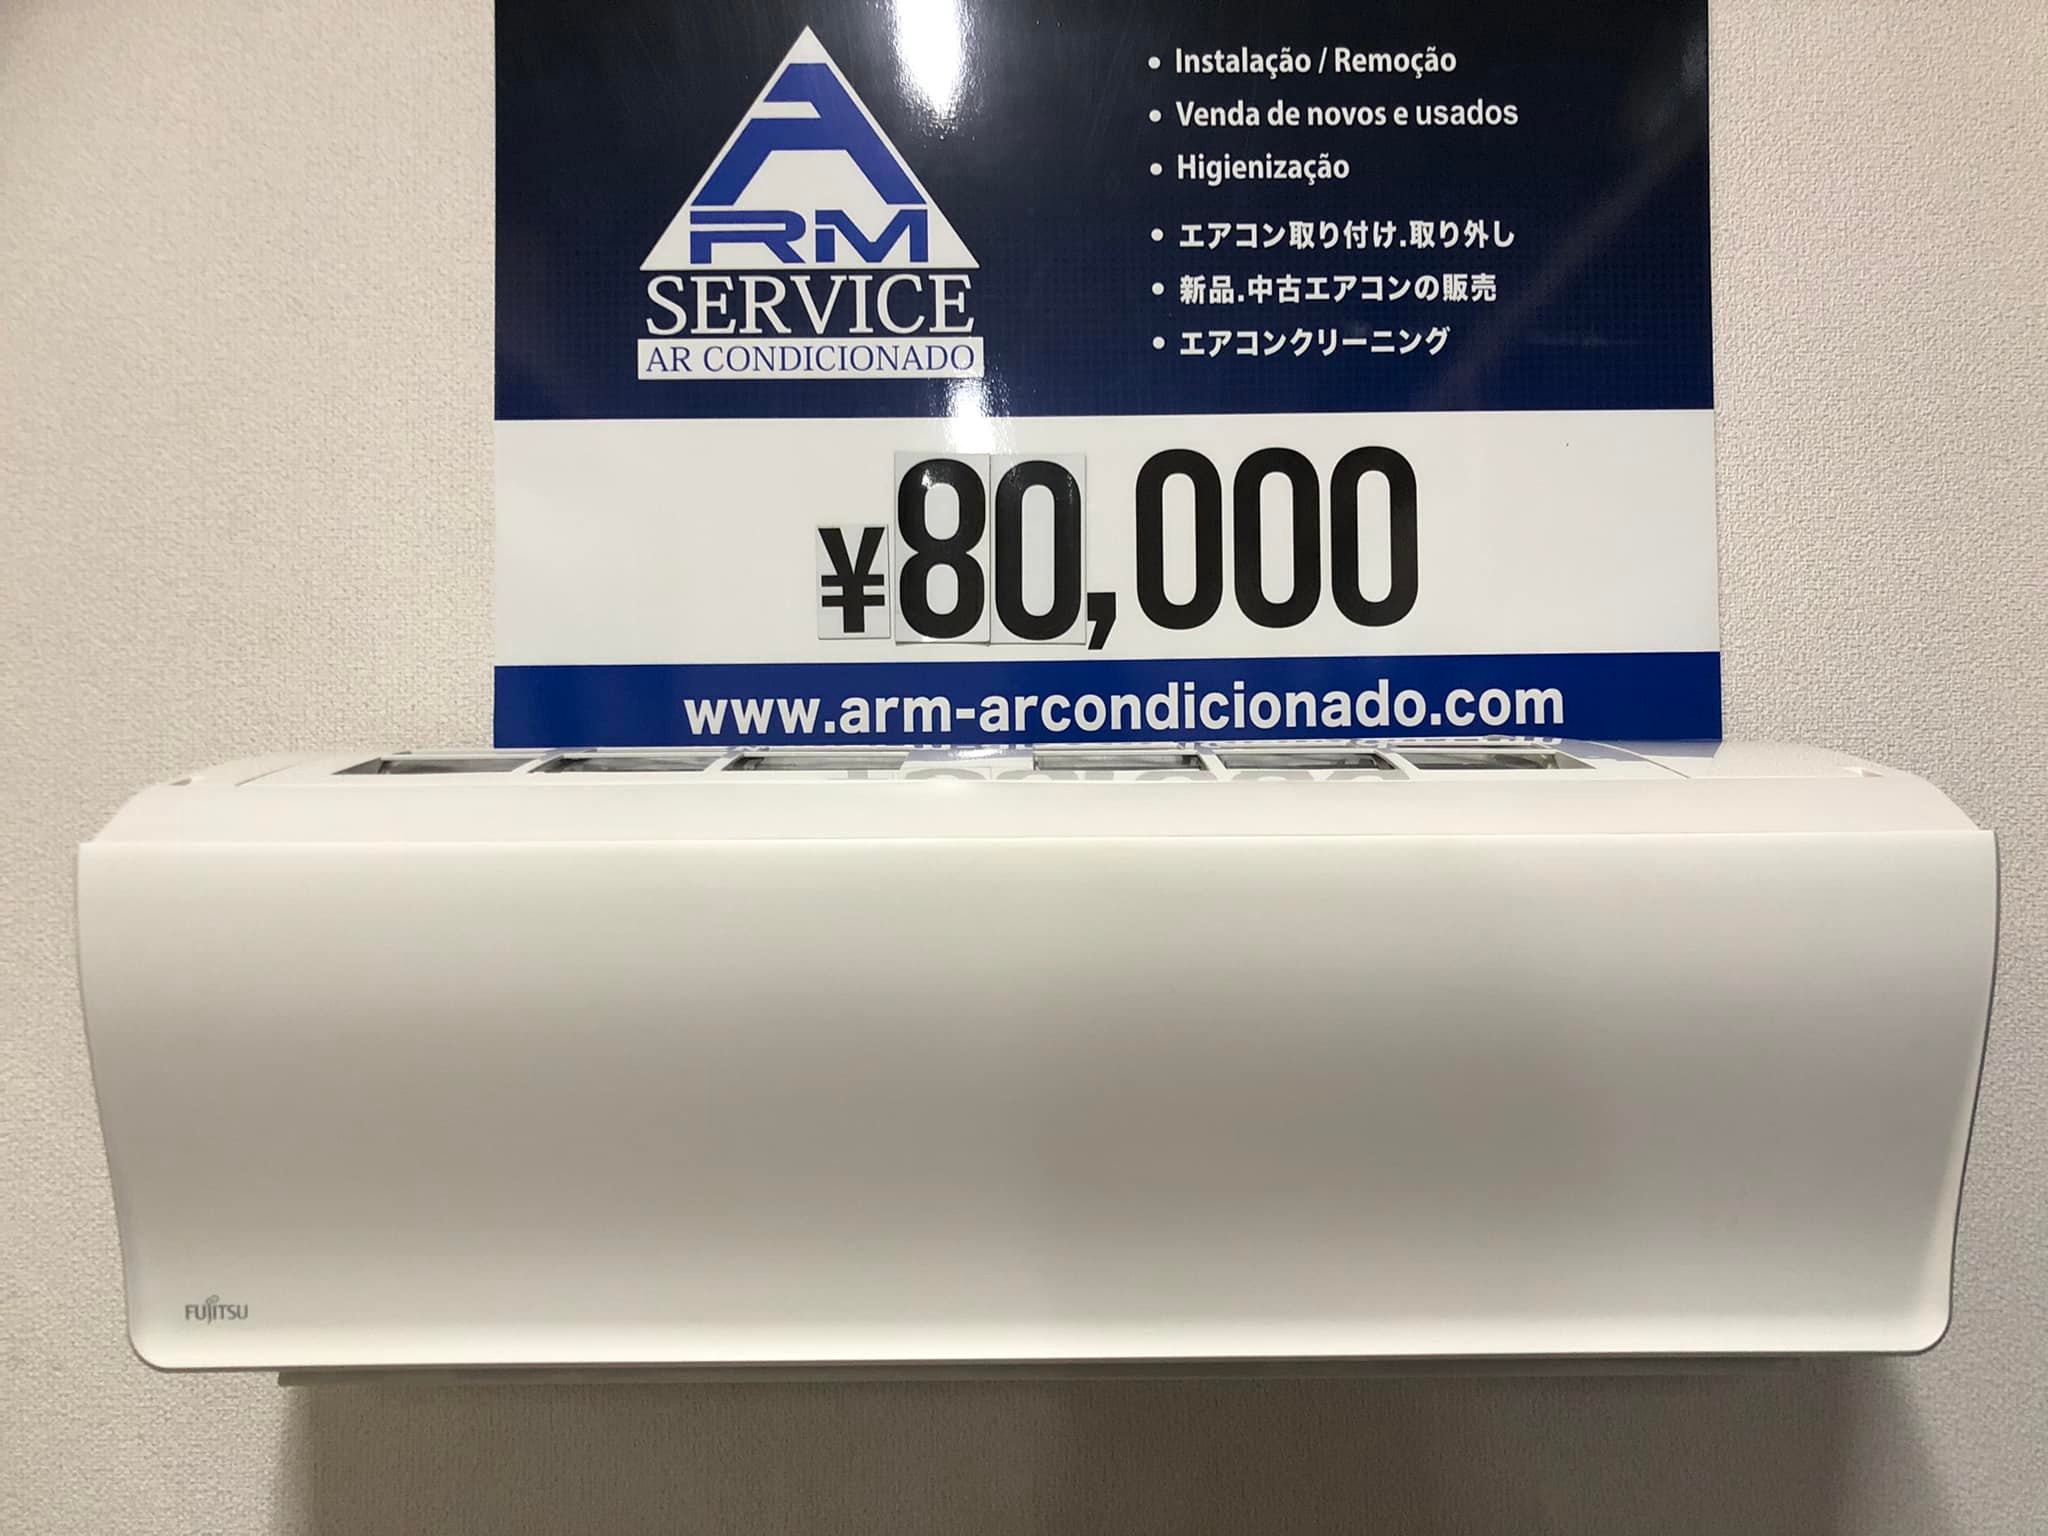 ARM
SERVICE
AR CONDICIONADO
• Instalação / Remoção
• Venda de novos e usados
• Higienização
• エアコン取り付け.取り外し
• 新品.中古エアコンの販売
• エアコンクリーニング
¥80,000
www.arm-arcondicionado.com
FUJITSU